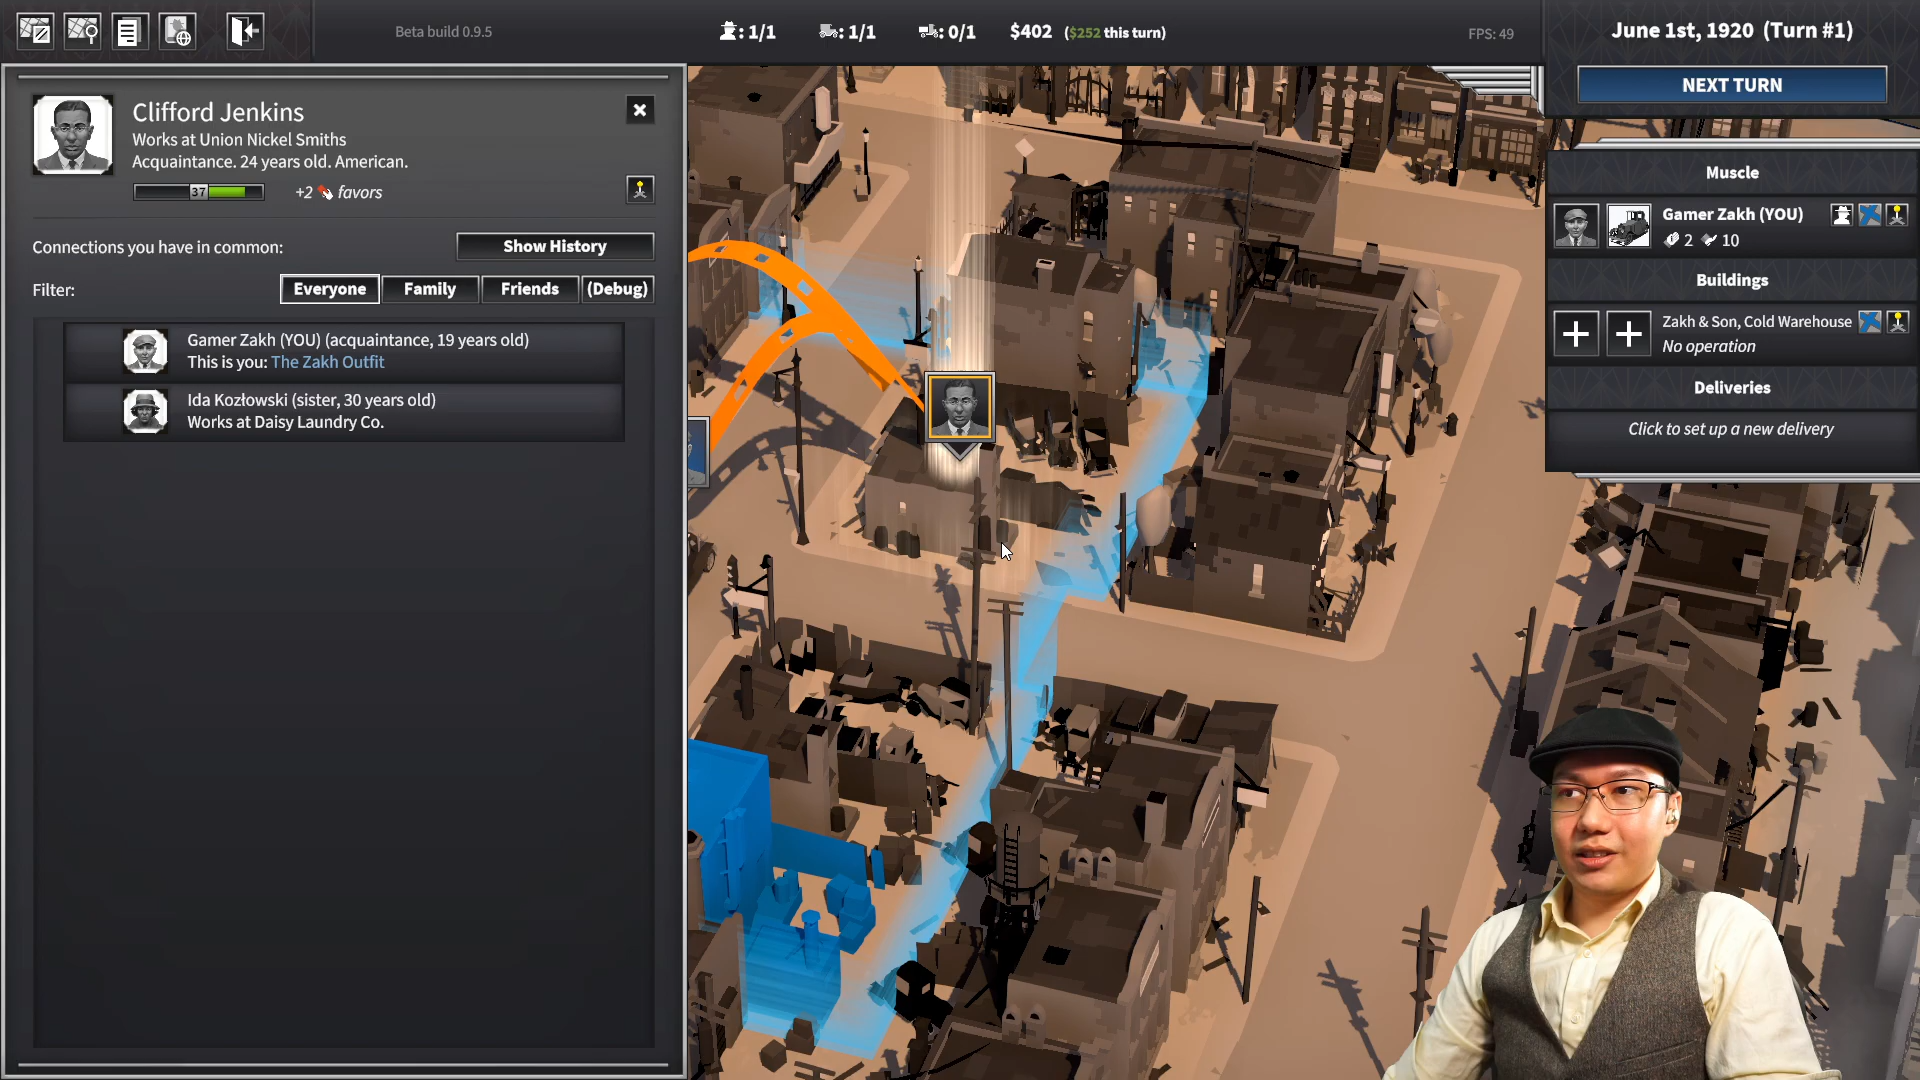 Beta build 0.9.5
: 1/1
: 1/1
: 0/1
$402 ($252 this turn)
FPS: 49
June 1st, 1920 (Turn #1)
NEXT TURN
Clifford Jenkins
Works at Union Nickel Smiths
Acquaintance. 24 years old. American.
37
+2 favors
Connections you have in common:
Show History
Filter:
Everyone
Family
Friends
(Debug)
Gamer Zakh (YOU) (acquaintance, 19 years old)
This is you: The Zakh Outfit
Ida Kozłowski (sister, 30 years old)
Works at Daisy Laundry Co.
Muscle
Gamer Zakh (YOU)
2 10
Buildings
Zakh & Son, Cold Warehouse
No operation
Deliveries
Click to set up a new delivery